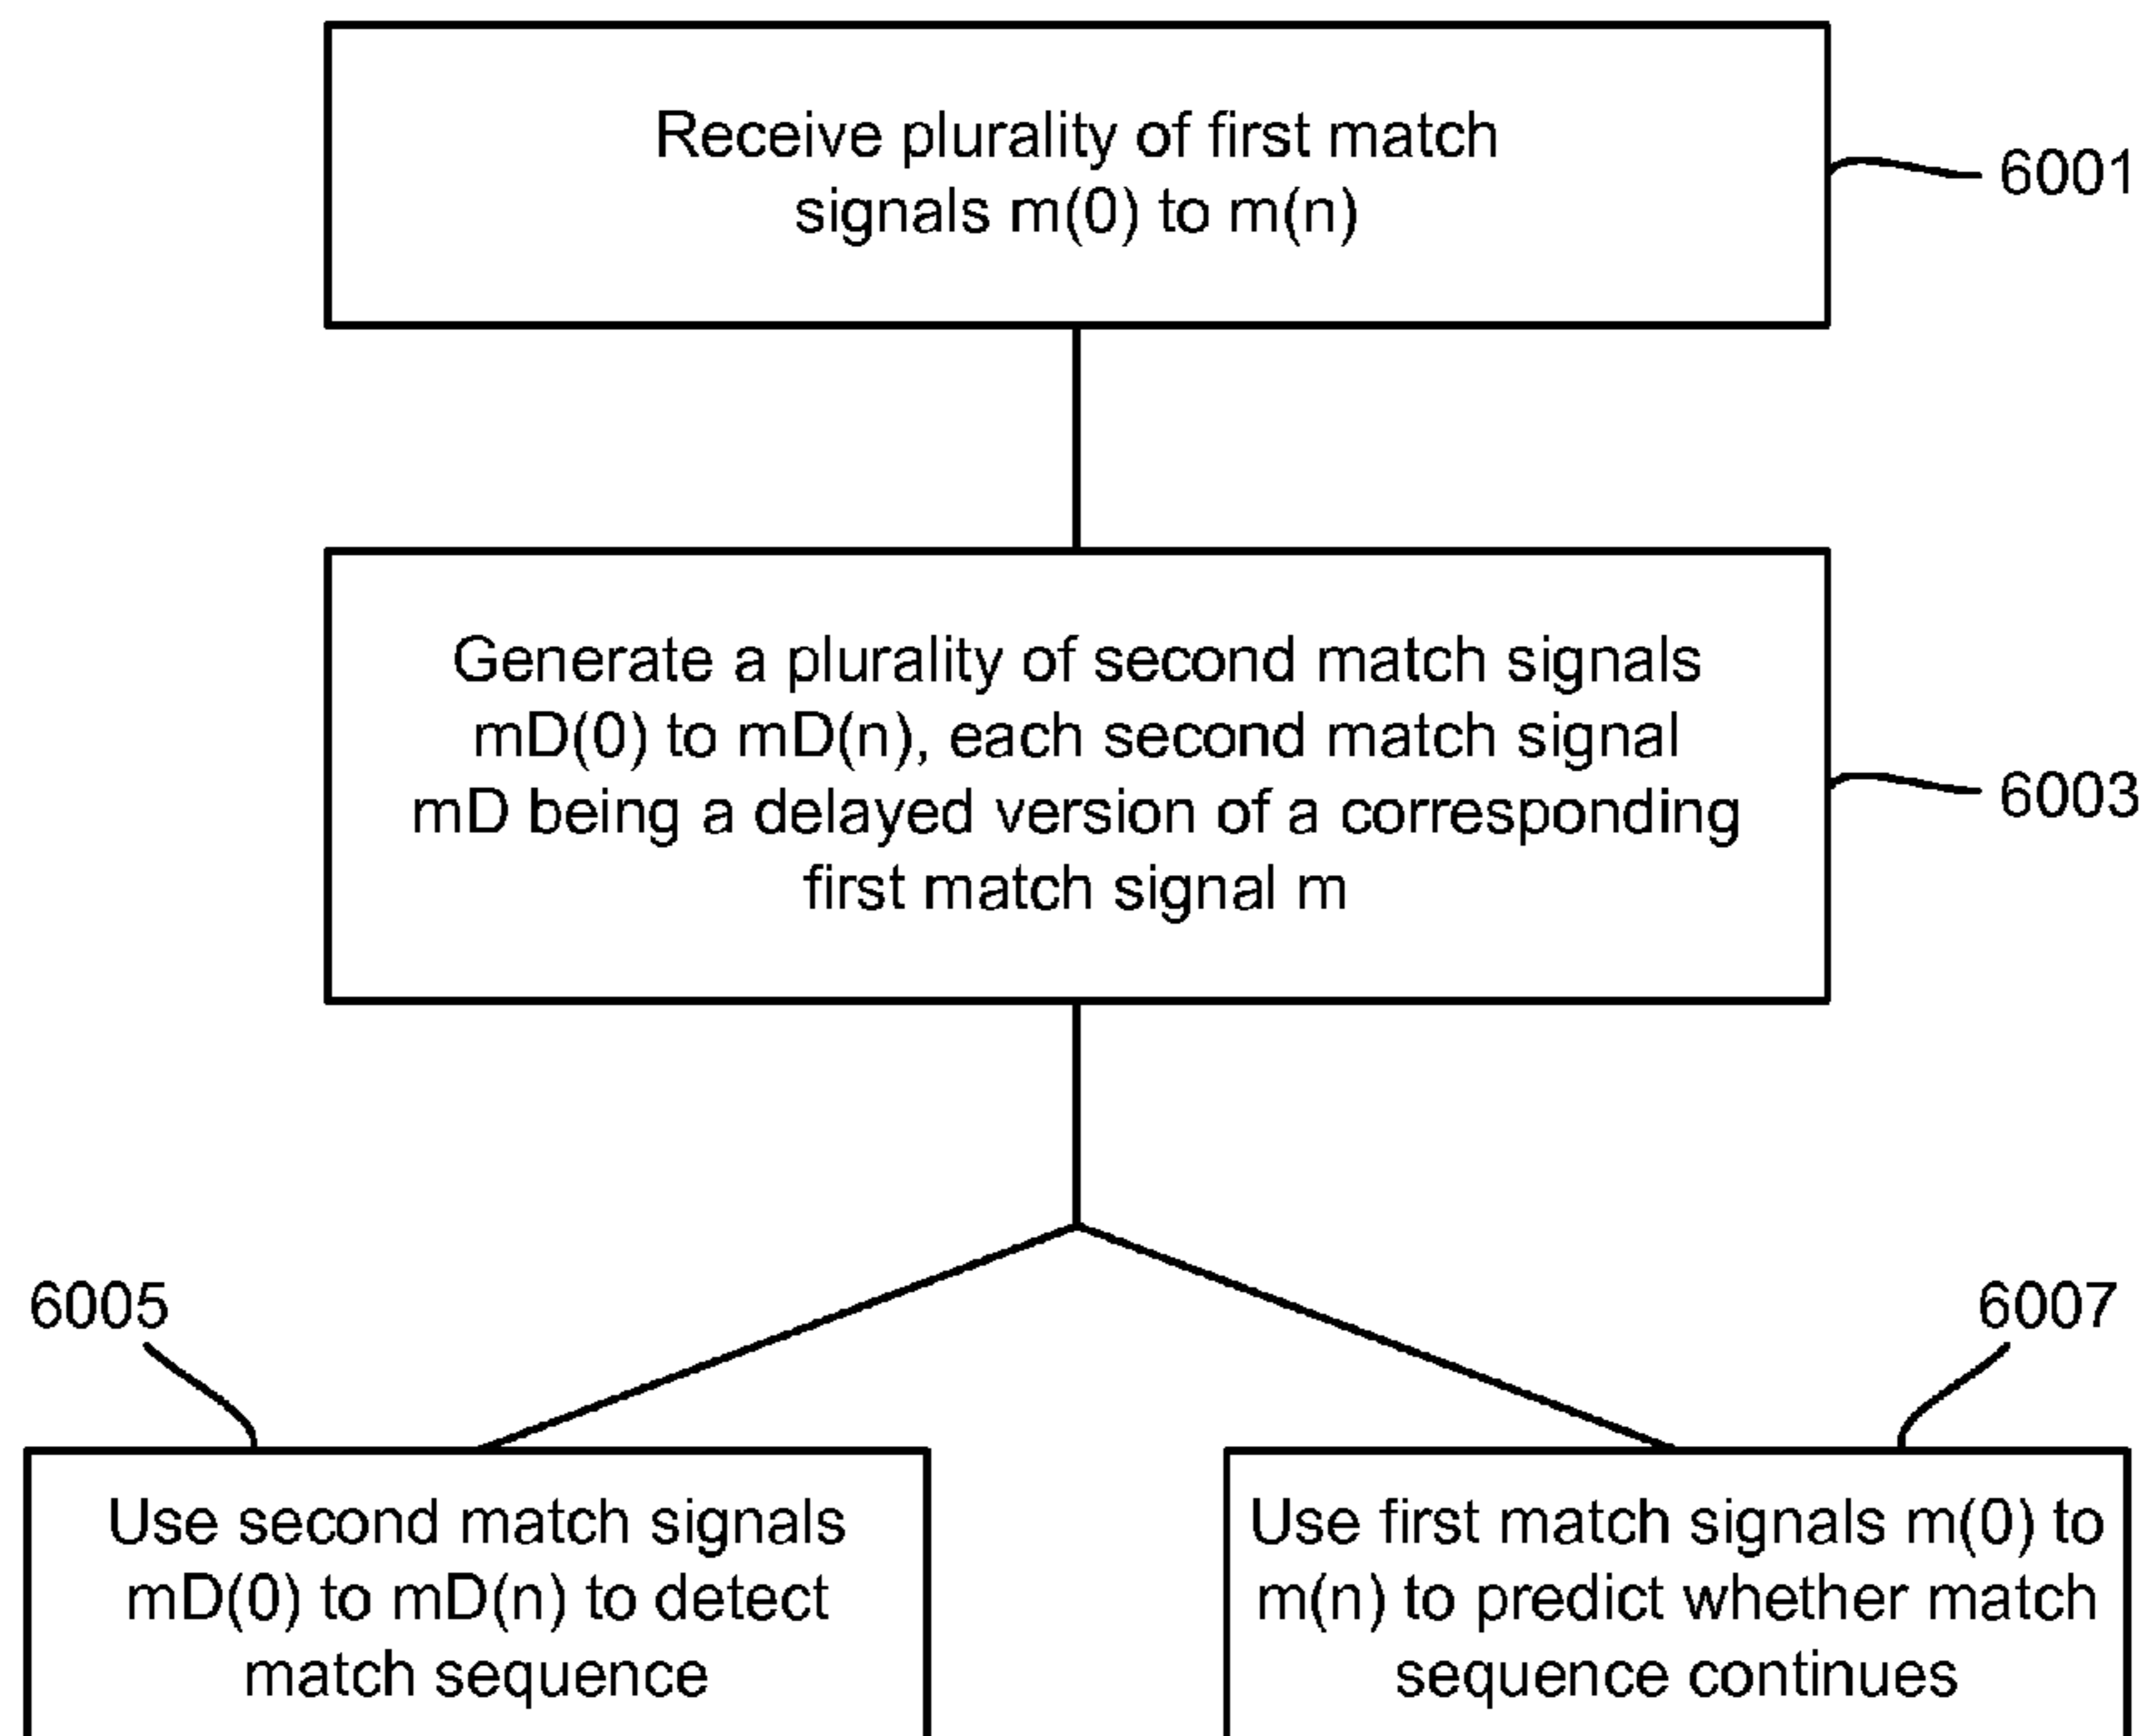 Receive plurality of first match
signals m(0) to m(n)
6001
Generate a plurality of second match signals
mD(0) to mD(n), each second match signal
mD being a delayed version of a corresponding
first match signal m
6003
6005
6007
Use second match signals
mD(0) to mD(n) to detect
match sequence
Use first match signals m(0) to
m(n) to predict whether match
sequence continues